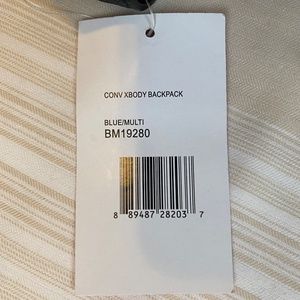 CONV XBODY BACKPACK
BLUE/MULTI
BM19280
8 89487 28203 7